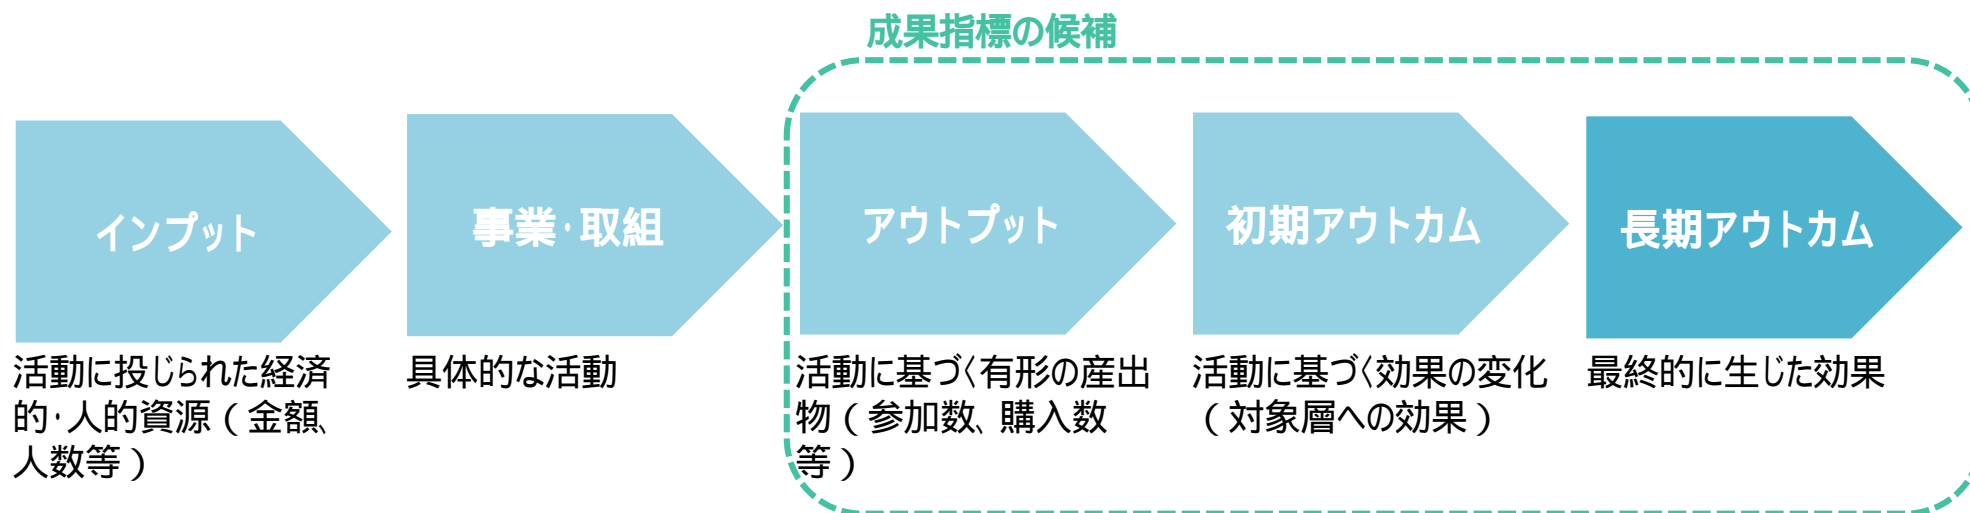 成果指標の候補
インプット
事業・取組
アウトプット
初期アウトカム
長期アウトカム
活動に投じられた経済
的・人的資源（金額、
人数等）
具体的な活動
活動に基づく有形の産出
物（参加数、購入数
等）
活動に基づく効果の変化
（対象層への効果）
最終的に生じた効果